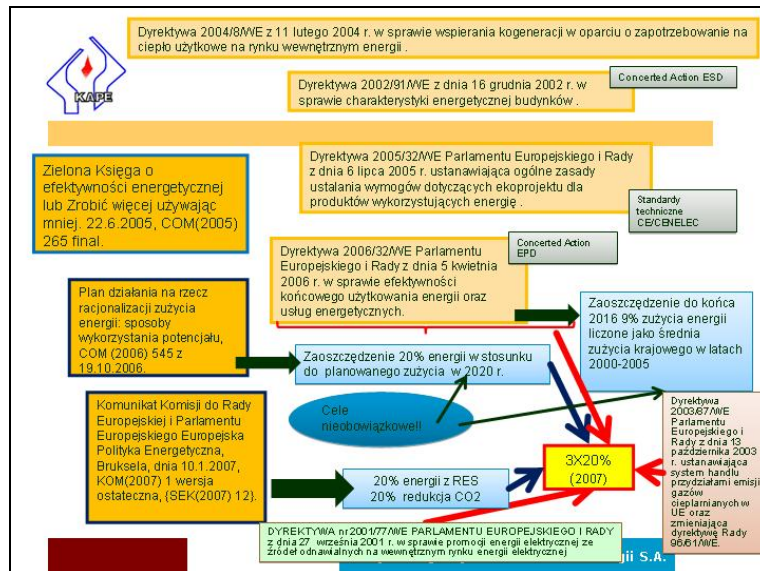 Dyrektywa 2004/8/WE z 11 lutego 2004 r. w sprawie wspierania kogeneracji w oparciu o zapotrzebowanie na
ciepło użytkowe na rynku wewnętrznym energii .
KAPE
Dyrektywa 2002/91/WE z dnia 16 grudnia 2002 r. w
sprawie charakterystyki energetycznej budynków .
Concerted Action ESD
Zielona Księga o
efektywności energetycznej
lub Zrobić więcej używając
mniej. 22.6.2005, COM(2005)
265 final.
Dyrektywa 2005/32/WE Parlamentu Europejskiego i Rady
z dnia 6 lipca 2005 r. ustanawiająca ogólne zasady
ustalania wymogów dotyczących ekoprojektu dla
produktów wykorzystujących energię .
Standardy
techniczne
CE/CENELEC
Dyrektywa 2006/32/WE Parlamentu
Europejskiego i Rady z dnia 5 kwietnia
2006 r. w sprawie efektywności
końcowego użytkowania energii oraz
usług energetycznych.
Concerted Action
EPD
Plan działania na rzecz
racjonalizacji zużycia
energii: sposoby
wykorzystania potencjału,
COM (2006) 545 z
19.10.2006.
Zaoszczędzenie do końca
2016 9% zużycia energii
liczone jako średnia
zużycia krajowego w latach
2000-2005
Zaoszczędzenie 20% energii w stosunku
do planowanego zużycia w 2020 r.
Cele
nieobowiązkowe!!
Komunikat Komisji do Rady
Europejskiej i Parlamentu
Europejskiego Europejska
Polityka Energetyczna,
Bruksela, dnia 10.1.2007,
KOM(2007) 1 wersja
ostateczna, {SEK(2007) 12}.
20% energii z RES
20% redukcja CO2
3X20%
(2007)
Dyrektywa
2003/87/WE
Parlamentu
Europejskiego i
Rady z dnia 13
października 2003
r. ustanawiająca
system handlu
przydziałami emisji
gazów
cieplarnianych w
UE oraz
zmieniająca
dyrektywę Rady
96/61/WE.
DYREKTYWA nr 2001/77/WE PARLAMENTU EUROPEJSKIEGO I RADY
z dnia 27 września 2001 r. w sprawie promocji energii elektrycznej ze
źródeł odnawialnych na wewnętrznym rynku energii elektrycznej
gii S.A.